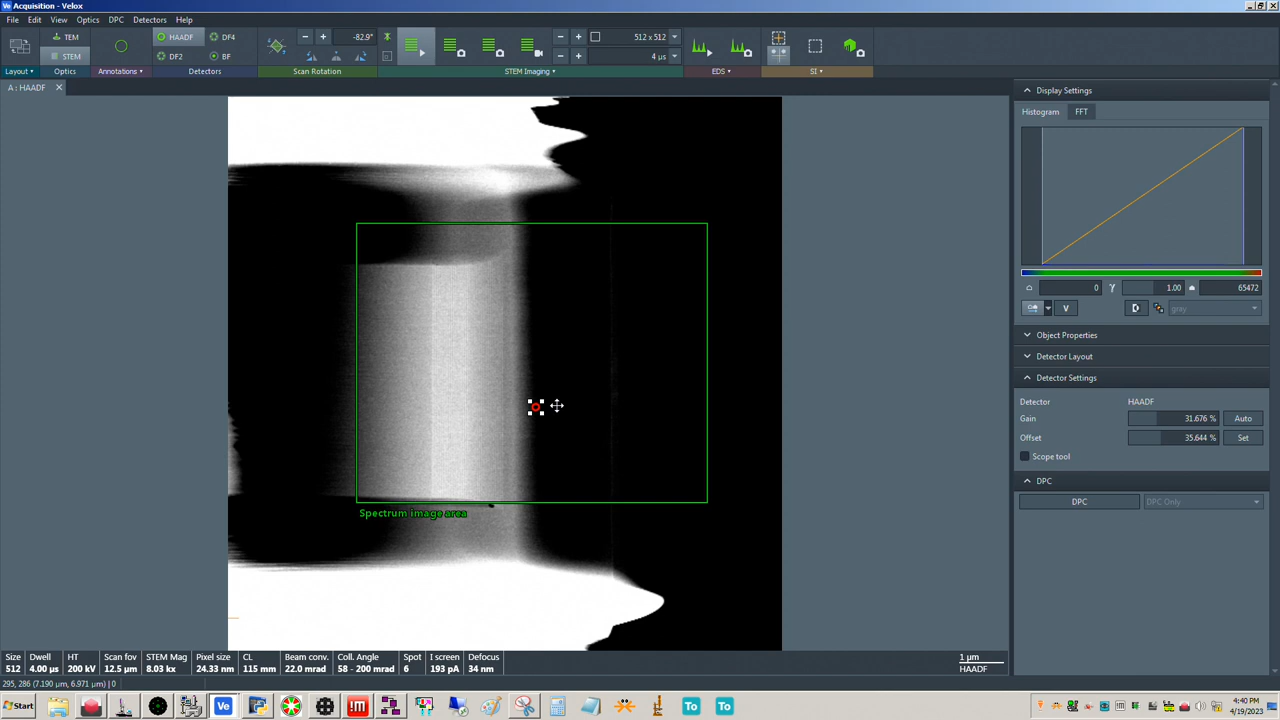 Acquisition - Velox
File Edit View Optics DPC Detectors Help
TEM HAADF DF4 -82.9° 512 x 512
STEM DF2 BF 4 µs
Layout Optics Annotations Detectors Scan Rotation STEM Imaging EDS SI
A : HAADF
Display Settings
Histogram FFT
0 γ 1.00 65472
V D gray
Object Properties
Detector Layout
Detector Settings
Detector HAADF
Gain 31.676 % Auto
Offset 35.644 % Set
Scope tool
DPC
DPC DPC Only
Spectrum image area
Size Dwell HT Scan fov STEM Mag Pixel size CL Beam conv. Coll. Angle Spot I screen Defocus 1 µm
512 4.00 µs 200 kV 12.5 µm 8.03 kx 24.33 nm 115 mm 22.0 mrad 58 - 200 mrad 6 193 pA 34 nm HAADF
295, 286 (7.190 µm, 6.971 µm) | 0
Start Ve To To 4:40 PM
4/19/2023